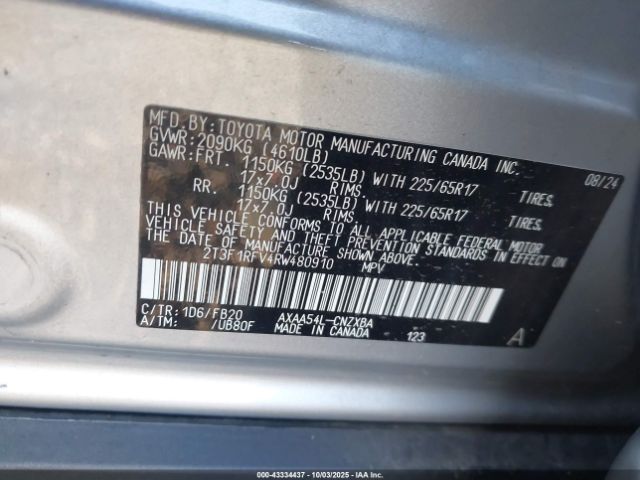 MFD.BY:TOYOTA MOTOR MANUFACTURING CANADA INC. 08/24
GVWR:2090KG (4610LB)
GAWR:FRT. 1150KG (2535LB) WITH 225/65R17 TIRES,
17x7.0J RIMS,
RR. 1150KG (2535LB) WITH 225/65R17 TIRES,
17x7.0J RIMS,
THIS VEHICLE CONFORMS TO ALL APPLICABLE FEDERAL MOTOR
VEHICLE SAFETY AND THEFT PREVENTION STANDARDS IN EFFECT ON
THE DATE OF MANUFACTURE SHOWN ABOVE.
2T3F1RFV4RW480910 MPV
C/TR:1D6/FB20 AXAA54L-CNZXBA
A/TM: /UB80F MADE IN CANADA 123 A
000-43334437 - 10/03/2025 - IAAI.com